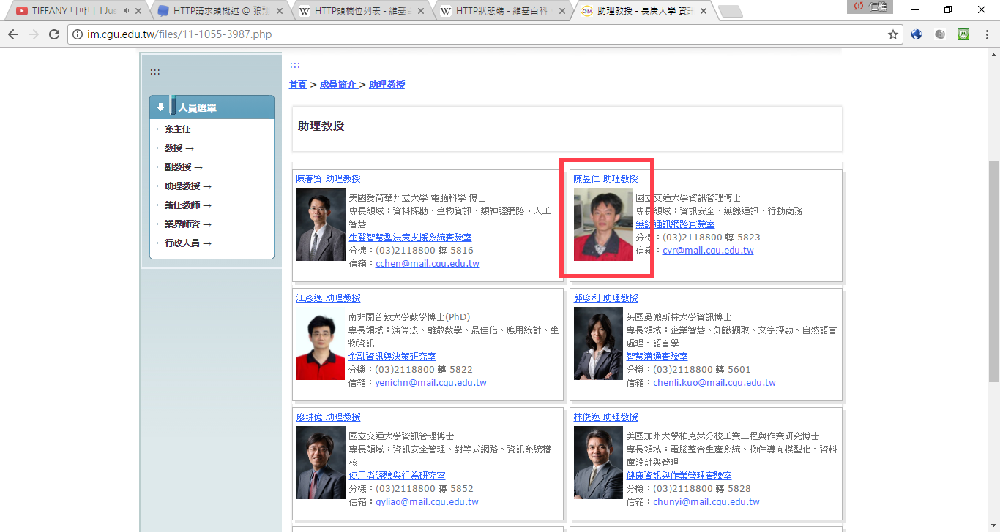 TIFFANY 티파니_I Jus
HTTP請求頭概述 @ 狼翔
HTTP頭欄位列表 - 維基百
HTTP狀態碼 - 維基百科
助理教授 - 長庚大學 資訊
仁惟
im.cgu.edu.tw/files/11-1055-3987.php
:::
:::
首頁 > 成員簡介 > 助理教授
人員選單
系主任
教授 →
副教授 →
助理教授 →
兼任教師 →
業界師資 →
行政人員 →
助理教授
陳春賢 助理教授
美國愛荷華州立大學 電腦科學 博士
專長領域：資料探勘、生物資訊、類神經網路、人工
智慧
生醫智慧型決策支援系統實驗室
分機：(03)2118800 轉 5816
信箱：cchen@mail.cgu.edu.tw
陳昱仁 助理教授
國立交通大學資訊管理博士
專長領域：資訊安全、無線通訊、行動商務
無線通訊網路實驗室
分機：(03)2118800 轉 5823
信箱：cyr@mail.cgu.edu.tw
江彥逸 助理教授
南非開普敦大學數學博士(PhD)
專長領域：演算法、離散數學、最佳化、應用統計、生
物資訊
金融資訊與決策研究室
分機：(03)2118800 轉 5822
信箱：yenichn@mail.cgu.edu.tw
郭珍利 助理教授
英國曼徹斯特大學資訊博士
專長領域：企業智慧、知識擷取、文字探勘、自然語言
處理、語言學
智慧溝通實驗室
分機：(03)2118800 轉 5601
信箱：chenli.kuo@mail.cgu.edu.tw
廖耕億 助理教授
國立交通大學資訊管理博士
專長領域：資訊安全管理、對等式網路、資訊系統稽
核
使用者經驗與行為研究室
分機：(03)2118800 轉 5852
信箱：gyliao@mail.cgu.edu.tw
林俊逸 助理教授
美國加州大學柏克萊分校工業工程與作業研究博士
專長領域：電腦整合生產系統、物件導向模型化、資料
庫設計與管理
健康資訊與作業管理實驗室
分機：(03)2118800 轉 5828
信箱：chunyi@mail.cgu.edu.tw